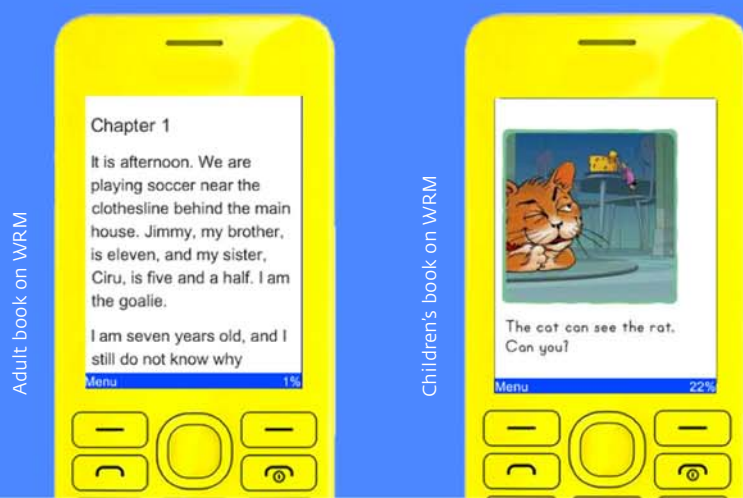 Adult book on WRM
Chapter 1
It is afternoon. We are
playing soccer near the
clothesline behind the main
house. Jimmy, my brother,
is eleven, and my sister,
Ciru, is five and a half. I am
the goalie.
I am seven years old, and I
still do not know why
Menu 1%
Children's book on WRM
The cat can see the rat.
Can you?
Menu 22%